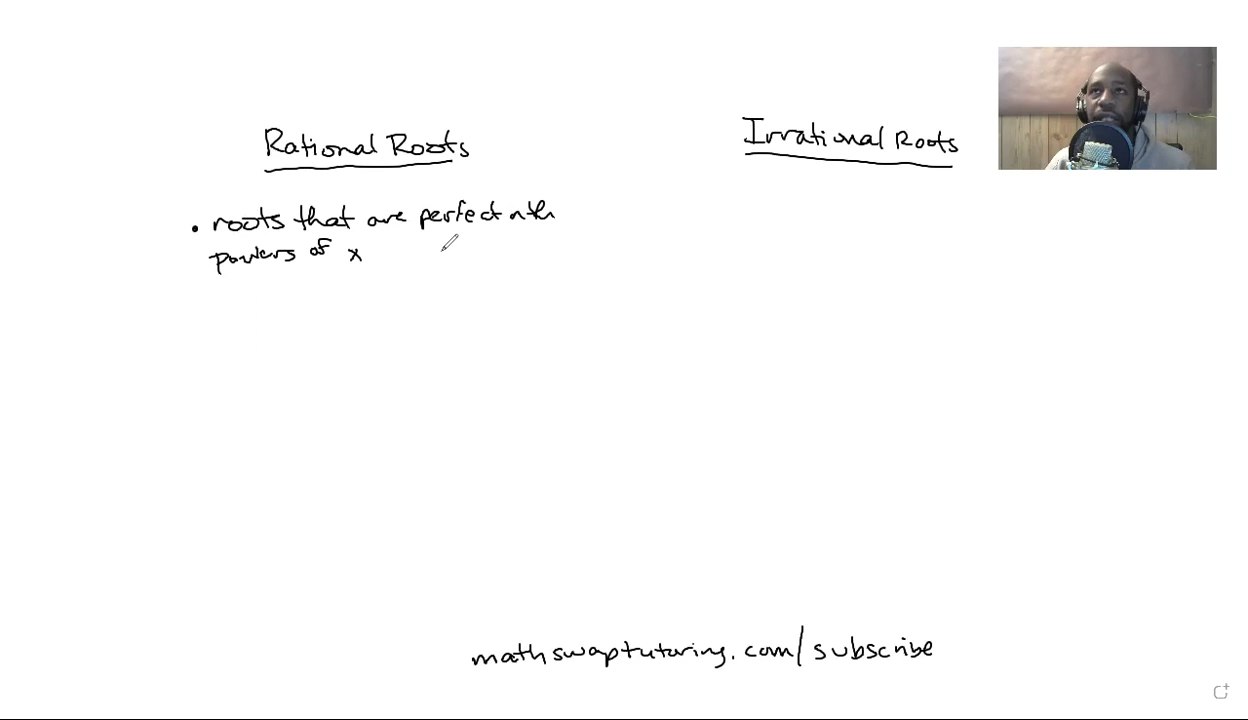 Rational Roots
Irrational Roots
• roots that are perfect nth
powers of x
mathswaptutoring.com/subscribe